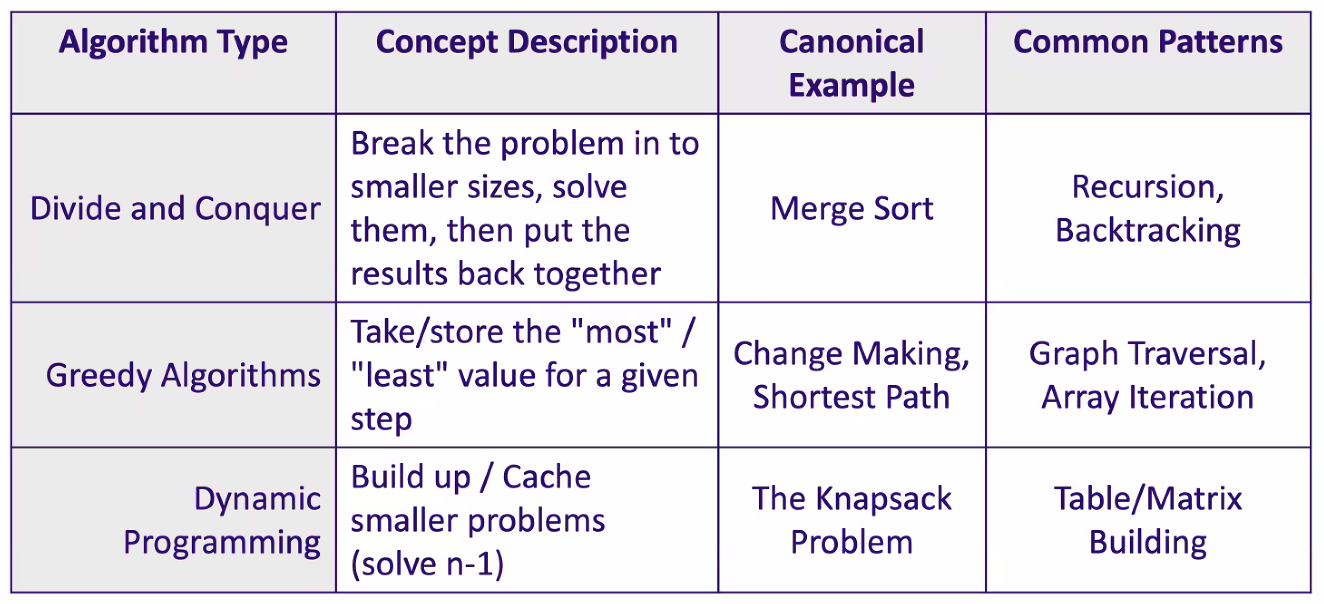 Algorithm Type
Concept Description
Canonical
Example
Common Patterns
Divide and Conquer
Break the problem in to
smaller sizes, solve
them, then put the
results back together
Merge Sort
Recursion,
Backtracking
Greedy Algorithms
Take/store the "most" /
"least" value for a given
step
Change Making,
Shortest Path
Graph Traversal,
Array Iteration
Dynamic
Programming
Build up / Cache
smaller problems
(solve n-1)
The Knapsack
Problem
Table/Matrix
Building